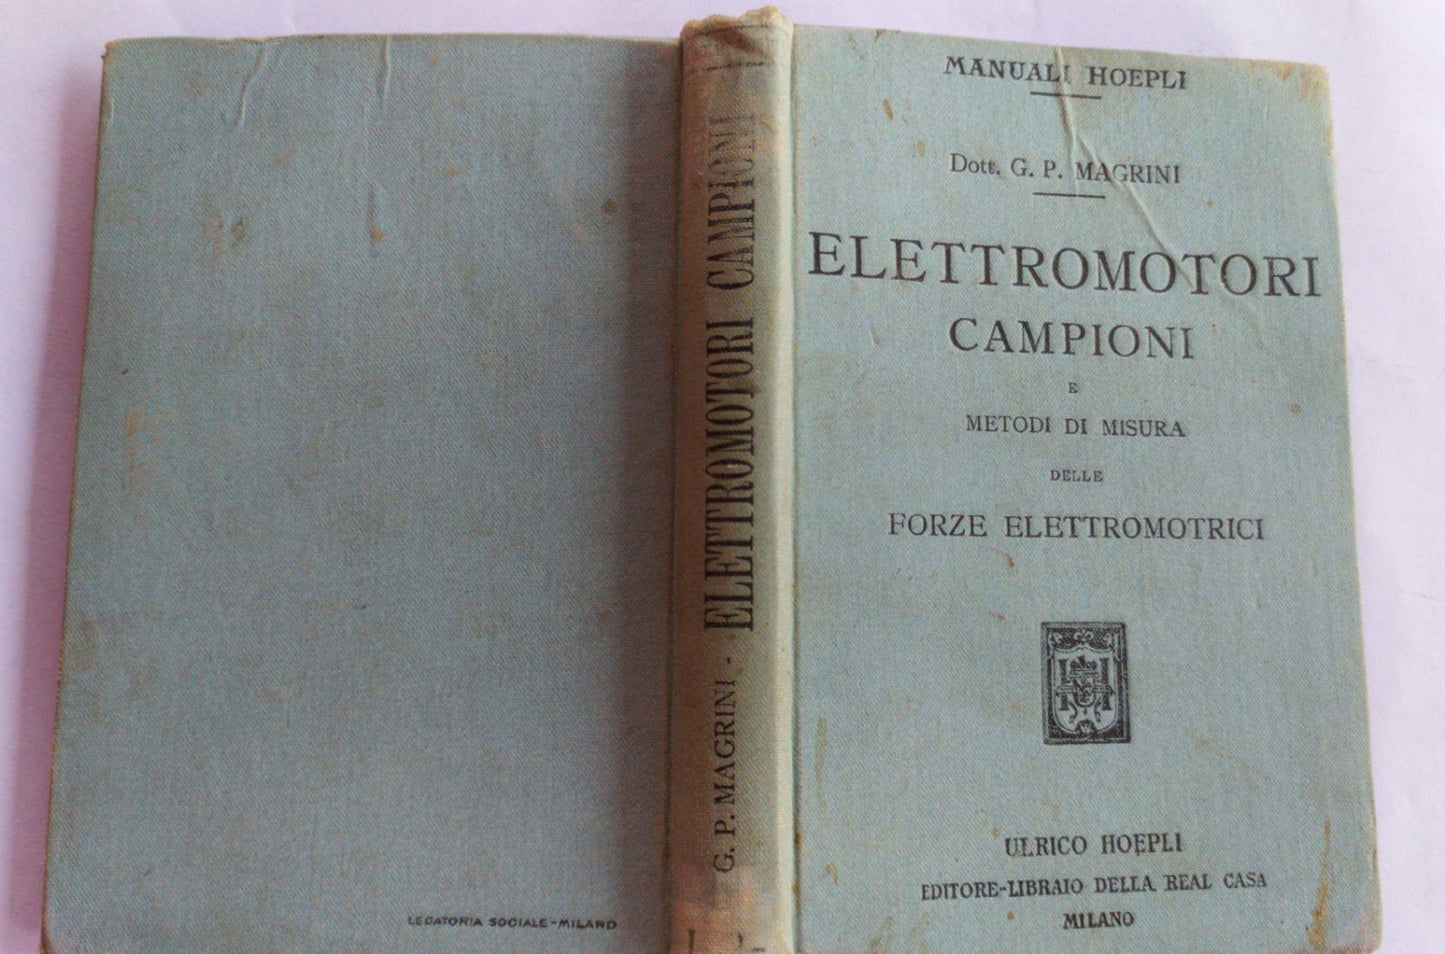 MANUALI HOEPLI
Dott. G. P. MAGRINI
ELETTROMOTORI
CAMPIONI
E
METODI DI MISURA
DELLE
FORZE ELETTROMOTRICI
ULRICO HOEPLI
EDITORE-LIBRAIO DELLA REAL CASA
MILANO
G. P. MAGRINI - ELETTROMOTORI CAMPIONI
LEGATORIA SOCIALE-MILANO